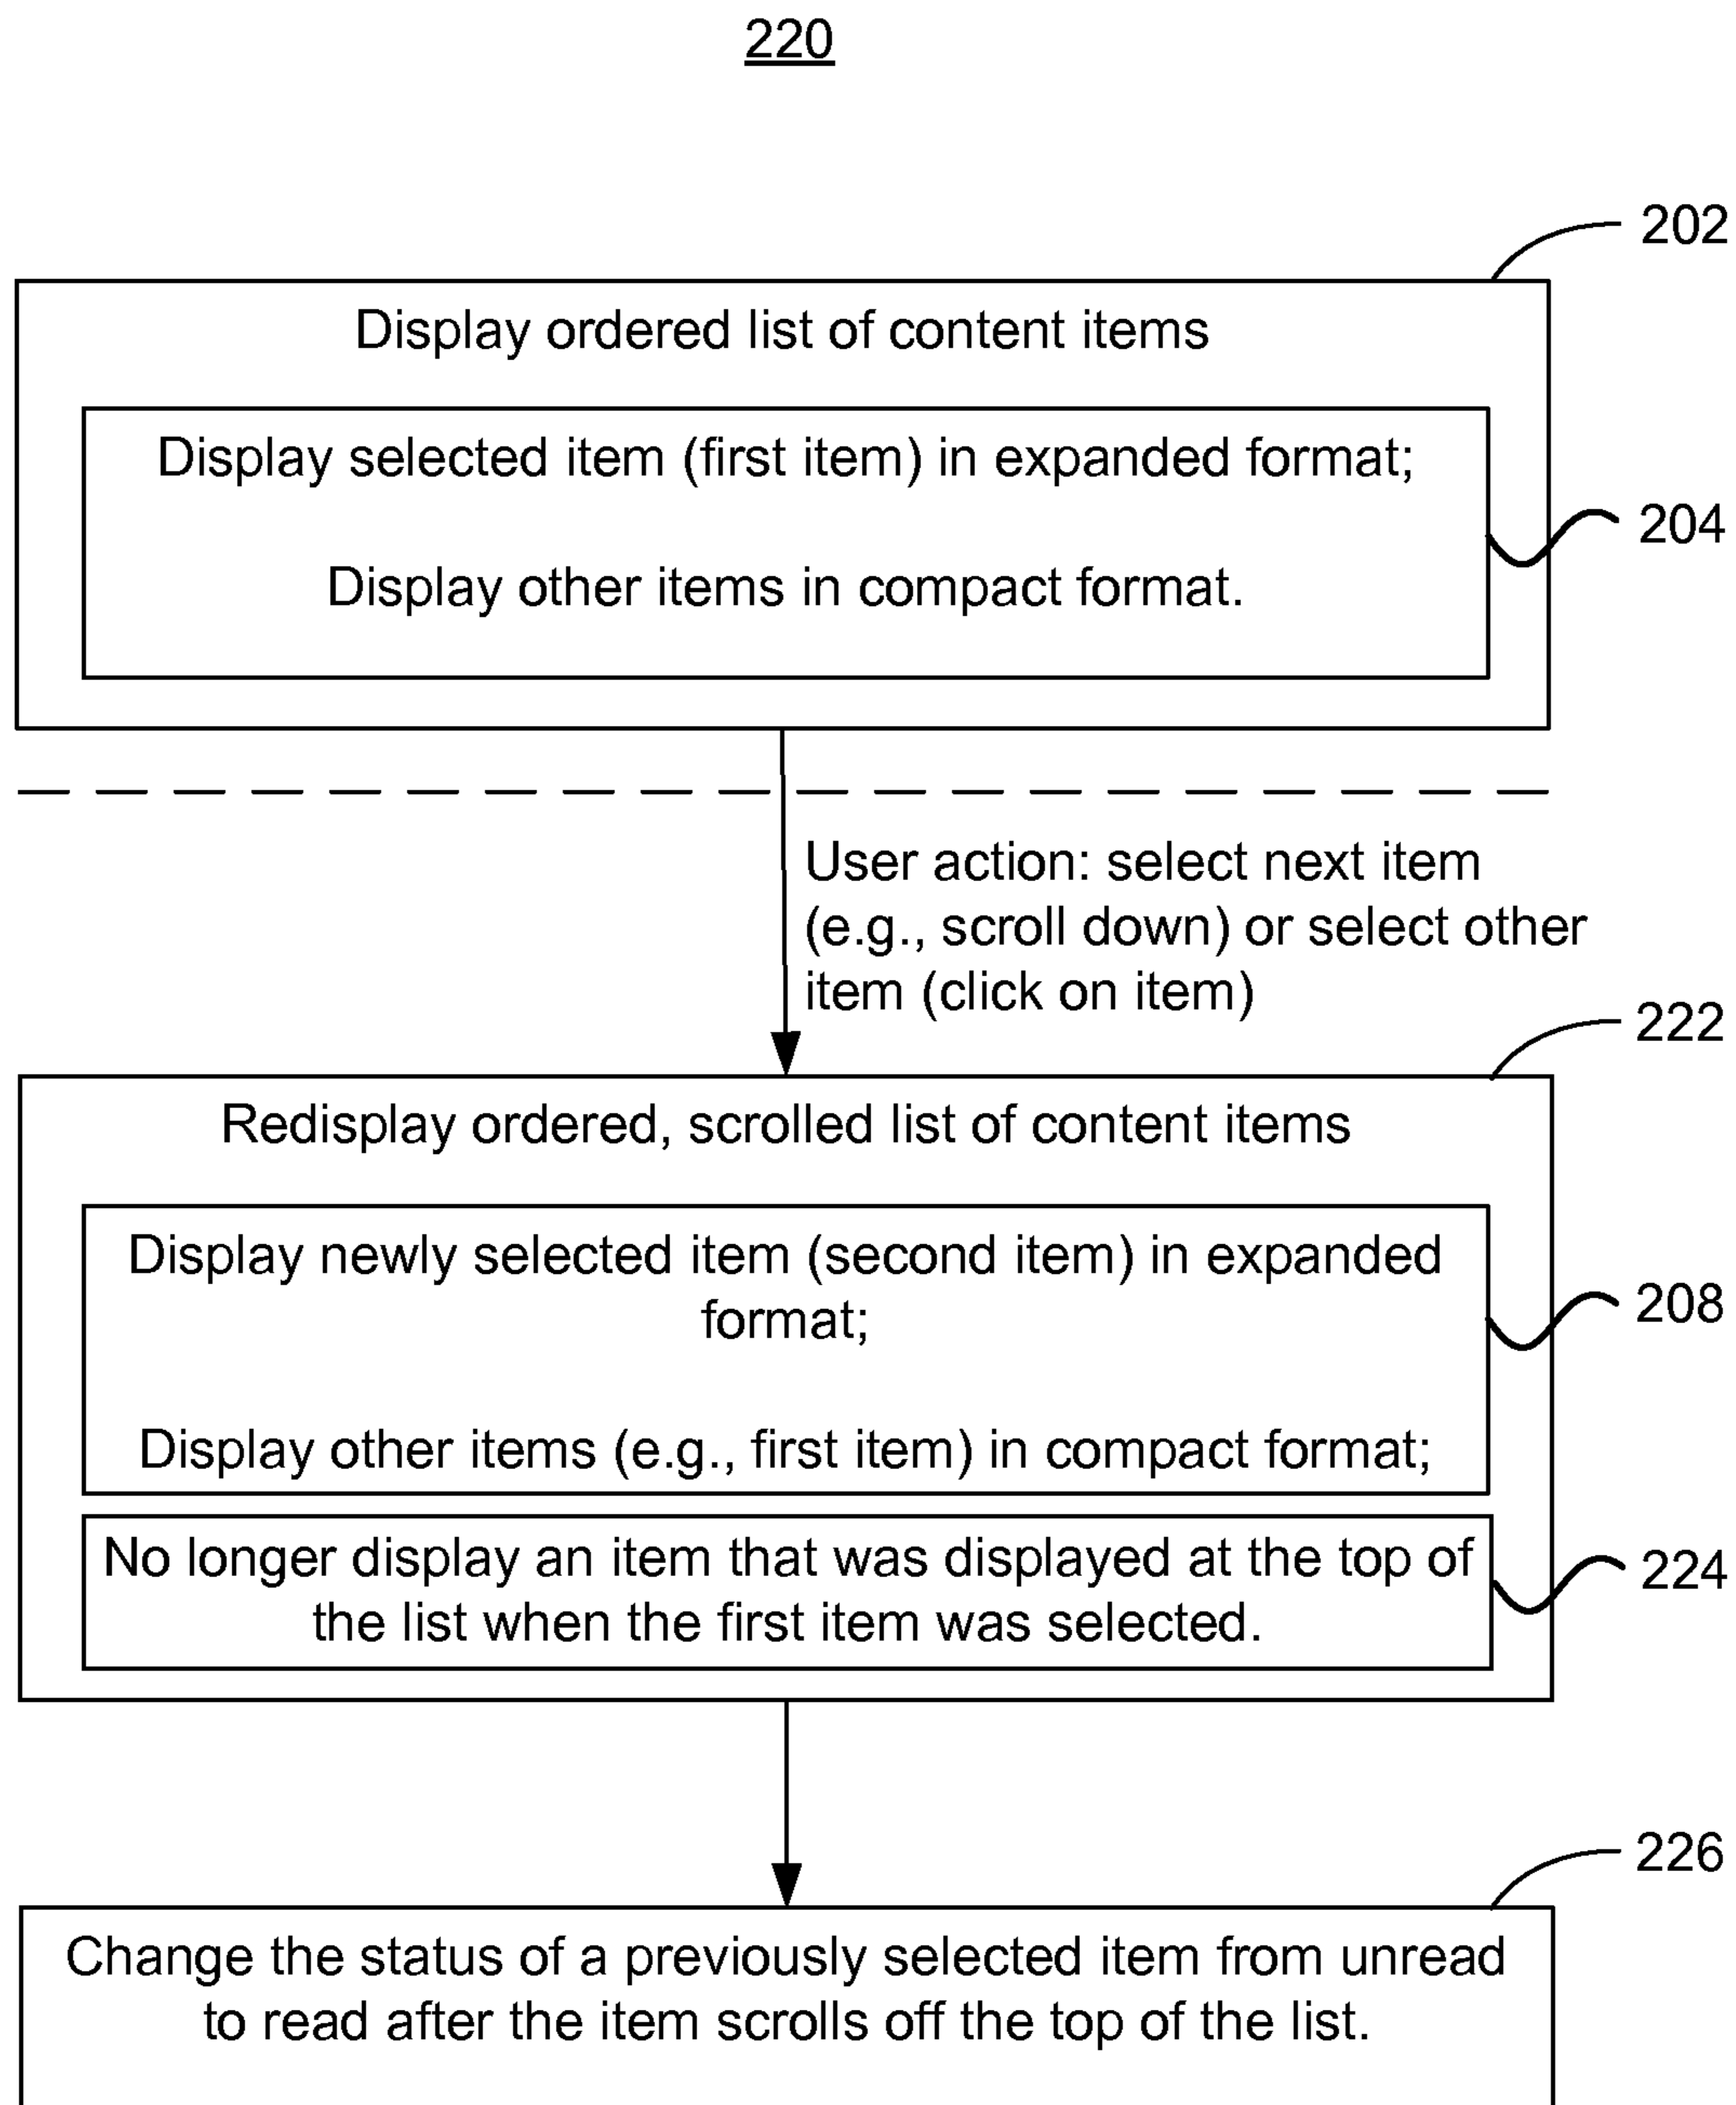 220
202
Display ordered list of content items
Display selected item (first item) in expanded format;
204
Display other items in compact format.
User action: select next item
(e.g., scroll down) or select other
item (click on item)
222
Redisplay ordered, scrolled list of content items
Display newly selected item (second item) in expanded
format;
208
Display other items (e.g., first item) in compact format;
No longer display an item that was displayed at the top of
the list when the first item was selected.
224
226
Change the status of a previously selected item from unread
to read after the item scrolls off the top of the list.